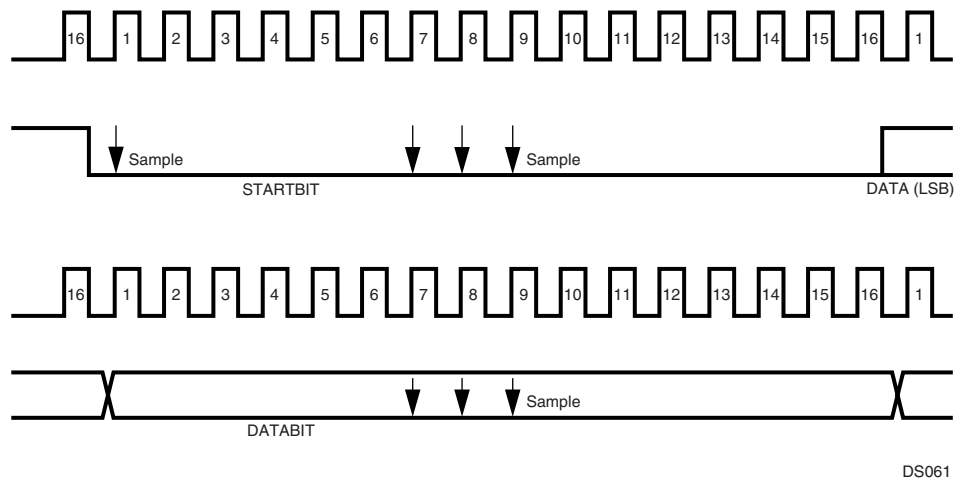 16 1 2 3 4 5 6 7 8 9 10 11 12 13 14 15 16 1
Sample Sample
STARTBIT DATA (LSB)
16 1 2 3 4 5 6 7 8 9 10 11 12 13 14 15 16 1
Sample
DATABIT
DS061